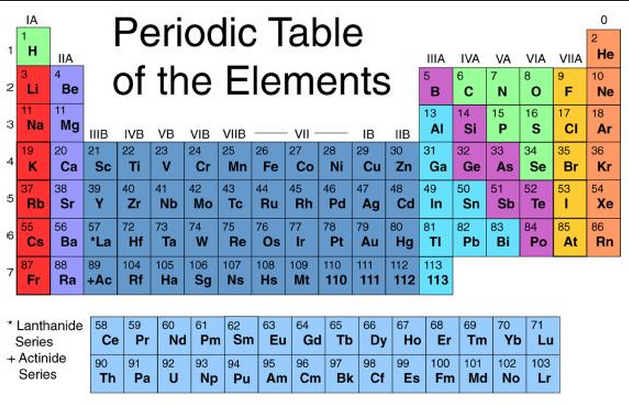 IA
0
Periodic Table
of the Elements
1
1
H
IIA
IIIA IVA VA VIA VIIA
2
He
2
3 4 5 6 7 8 9 10
Li Be B C N O F Ne
3
11 11 13 14 15 16 17 18
Na Mg Al Si P S Cl Ar
IIIB IVB VB VIB VIIB VII IB IIB
4
19 20 21 22 23 24 25 26 27 28 29 30 31 32 33 34 35 36
K Ca Sc Ti V Cr Mn Fe Co Ni Cu Zn Ga Ge As Se Br Kr
5
37 38 39 40 41 42 43 44 45 46 47 48 49 50 51 52 53 54
Rb Sr Y Zr Nb Mo Tc Ru Rh Pd Ag Cd In Sn Sb Te I Xe
6
55 56 57 72 73 74 75 76 77 78 79 80 81 82 83 84 85 86
Cs Ba *La Hf Ta W Re Os Ir Pt Au Hg Tl Pb Bi Po At Rn
7
87 88 89 104 105 106 107 108 109 110 111 112 113
Fr Ra +Ac Rf Ha Sg Ns Hs Mt 110 111 112 113
* Lanthanide
Series
58 59 60 61 62 63 64 65 66 67 68 69 70 71
Ce Pr Nd Pm Sm Eu Gd Tb Dy Ho Er Tm Yb Lu
+ Actinide
Series
90 91 92 93 94 95 96 97 98 99 100 101 102 103
Th Pa U Np Pu Am Cm Bk Cf Es Fm Md No Lr